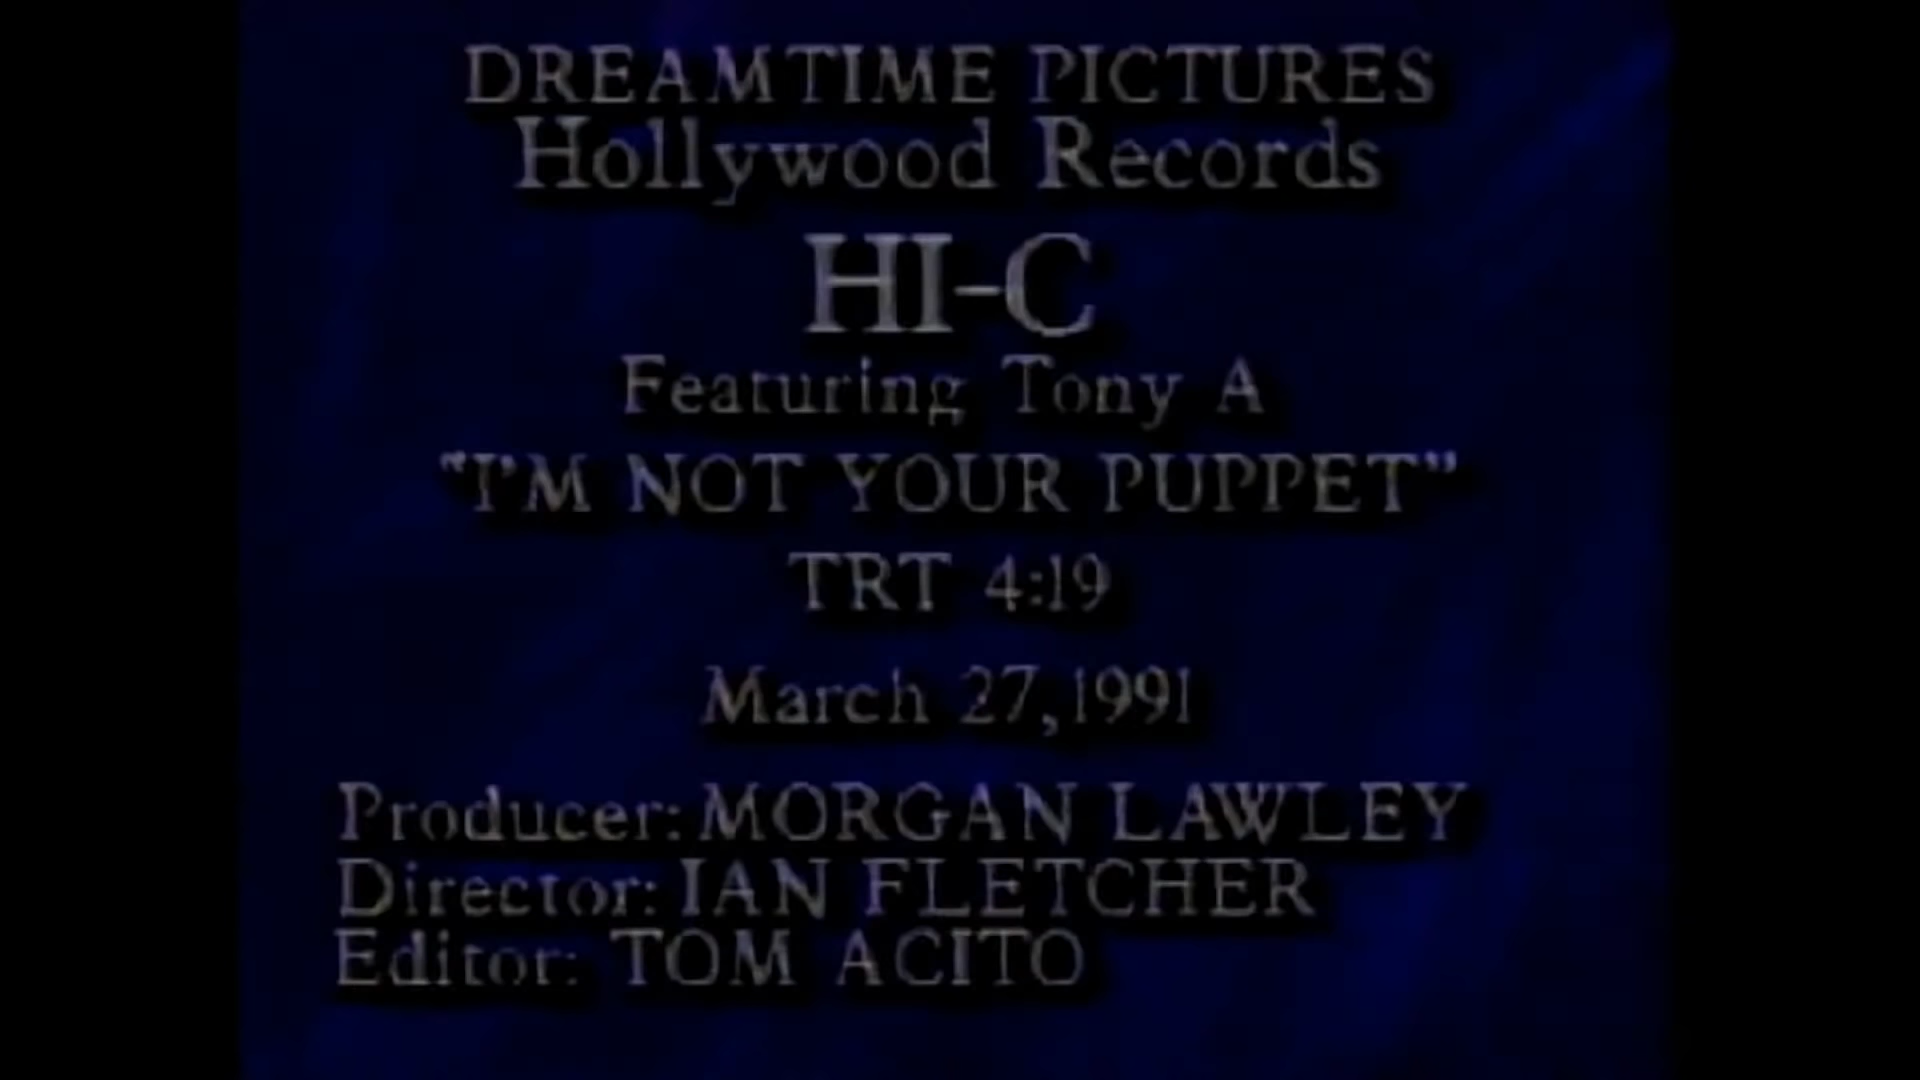 DREAMTIME PICTURES
Hollywood Records
HI-C
Featuring Tony A
"I'M NOT YOUR PUPPET"
TRT 4:19
March 27,1991
Producer: MORGAN LAWLEY
Director: IAN FLETCHER
Editor: TOM ACITO